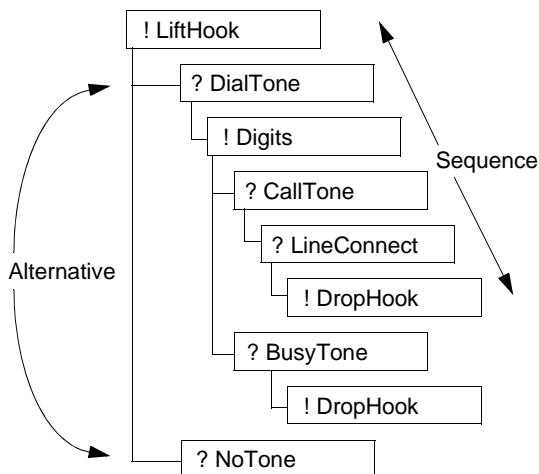 ! LiftHook
? DialTone
! Digits
Sequence
? CallTone
? LineConnect
Alternative
! DropHook
? BusyTone
! DropHook
? NoTone